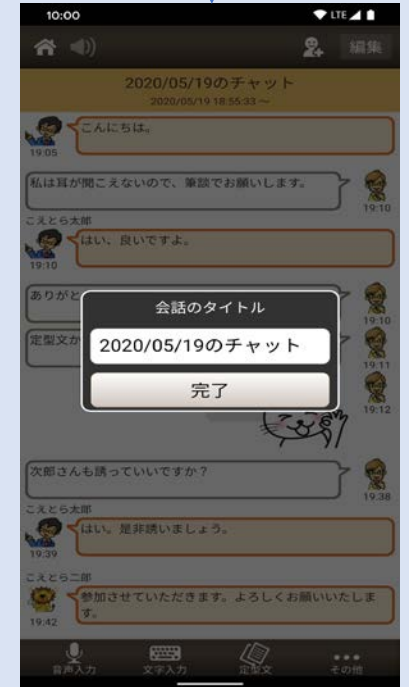 10:00
LTE
編集
2020/05/19のチャット
2020/05/19 18:55:33 ～
こんにちは。
19:05
私は耳が聞こえないので、筆談でお願いします。
19:10
こえとら太郎
はい、良いですよ。
19:10
ありがと
19:10
定型文か
19:11
会話のタイトル
2020/05/19のチャット
完了
19:12
次郎さんも誘っていいですか？
19:38
こえとら太郎
はい。是非誘いましょう。
19:39
こえとら二郎
参加させていただきます。よろしくお願いいたしま
す。
19:42
音声入力
文字入力
定型文
その他